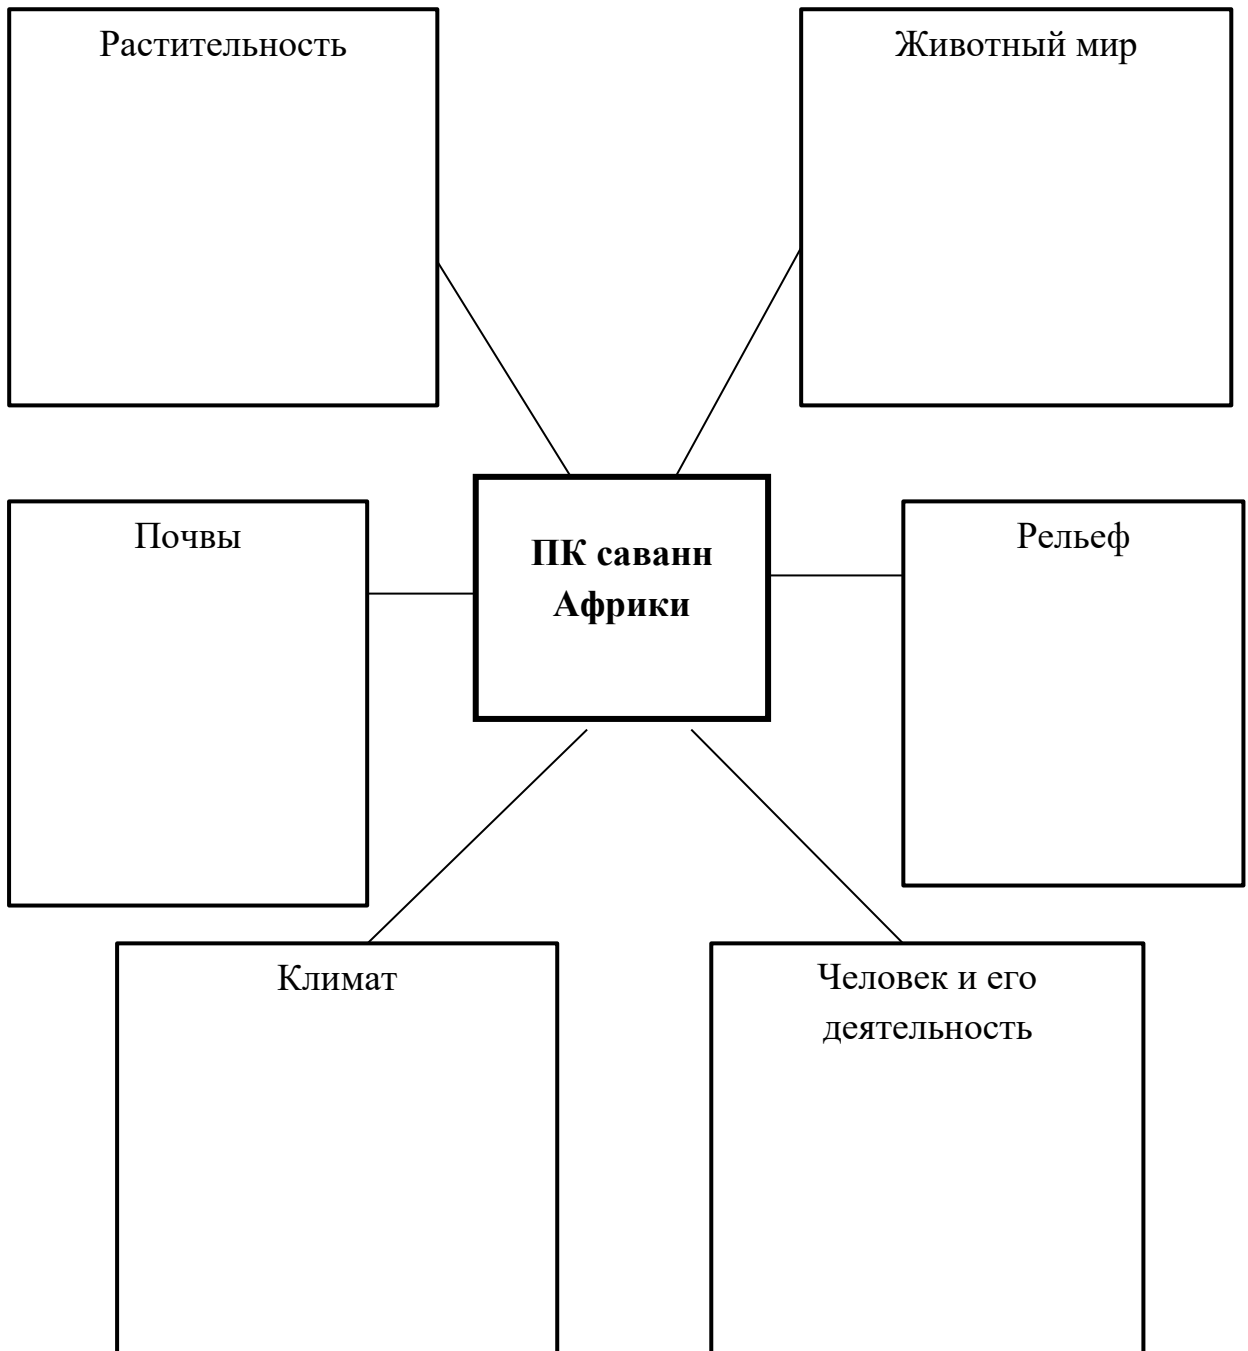 Растительность
Животный мир
Почвы
ПК саванн
Африки
Рельеф
Климат
Человек и его
деятельность